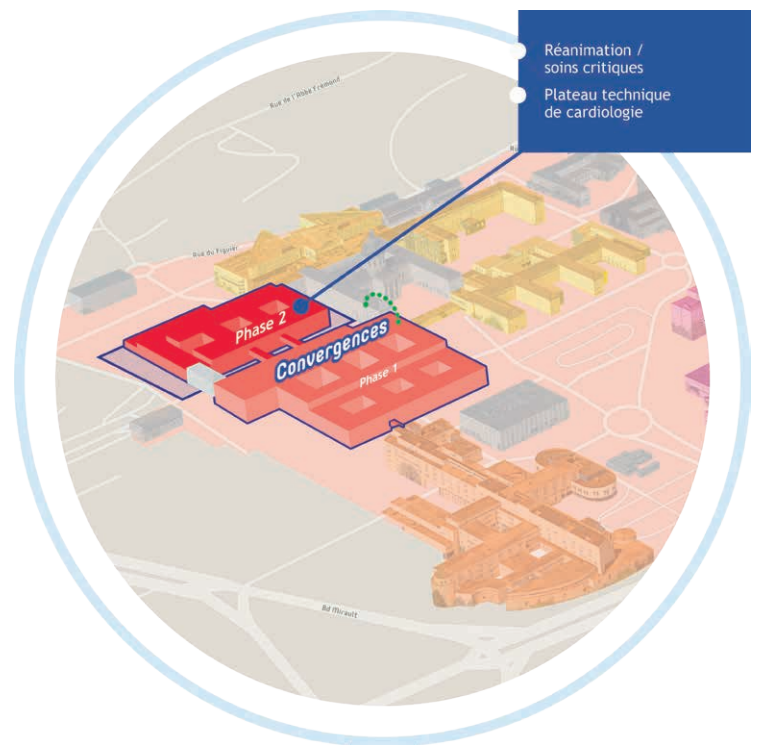 Réanimation /
soins critiques
Plateau technique
de cardiologie
Rue de l'Abbé Frémont
Rue du Figuier
Phase 2
Convergences
Phase 1
Bd Mirault